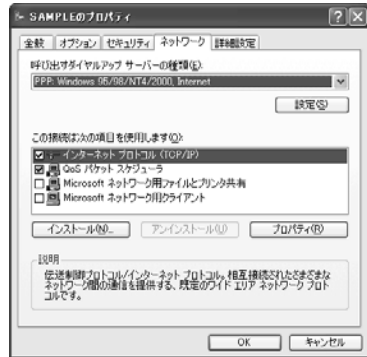 SAMPLEのプロパティ
全般 オプション セキュリティ ネットワーク 詳細設定
呼び出すダイヤルアップ サーバーの種類(E):
PPP: Windows 95/98/NT4/2000, Internet
設定(S)
この接続は次の項目を使用します(O):
インターネット プロトコル (TCP/IP)
QoS パケット スケジューラ
Microsoft ネットワーク用ファイルとプリンタ共有
Microsoft ネットワーク用クライアント
インストール(N)... アンインストール(U) プロパティ(R)
説明
伝送制御プロトコル/インターネット プロトコル。相互接続されたさまざまな
ネットワーク間の通信を提供する、既定のワイド エリア ネットワーク プロト
コルです。
OK キャンセル